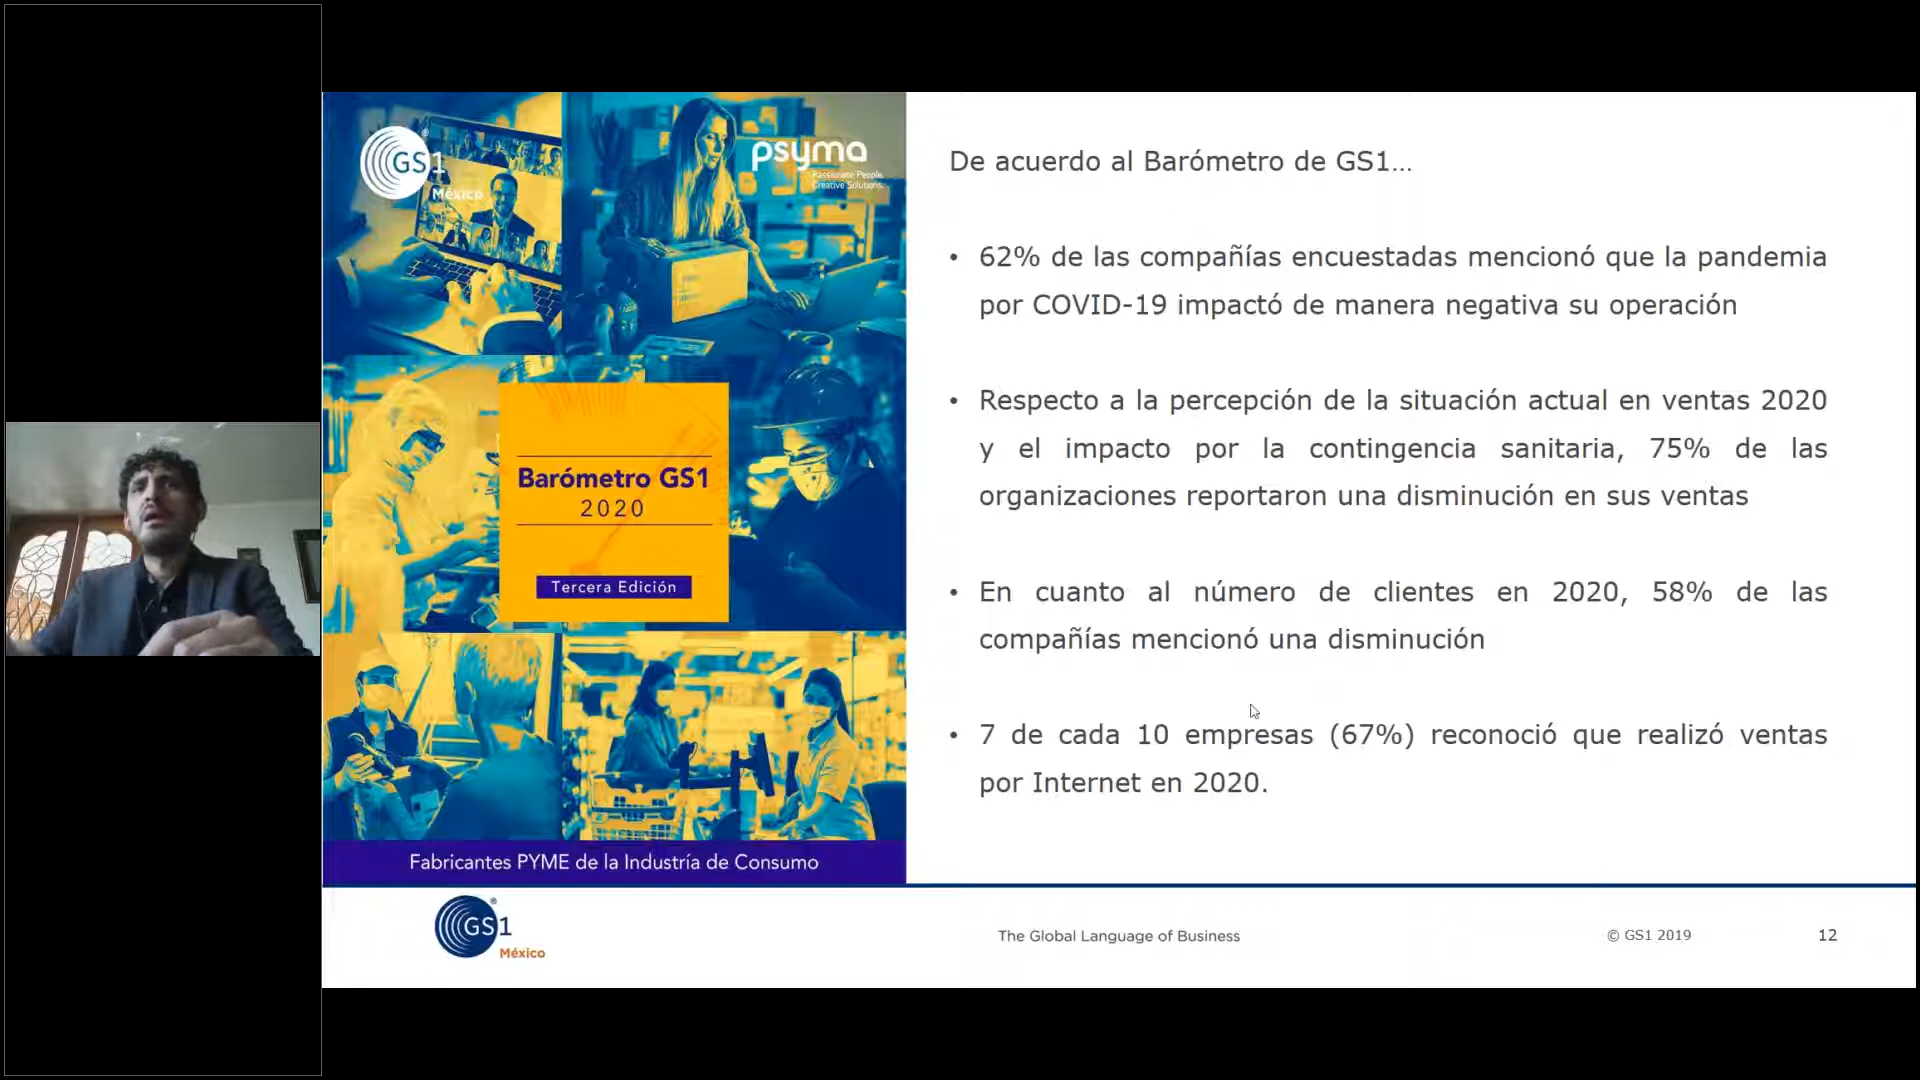 GS1
México
psyma
Passionate People.
Creative Solutions.
Barómetro GS1
2020
Tercera Edición
Fabricantes PYME de la Industría de Consumo
De acuerdo al Barómetro de GS1...
• 62% de las compañías encuestadas mencionó que la pandemia
por COVID-19 impactó de manera negativa su operación
• Respecto a la percepción de la situación actual en ventas 2020
y el impacto por la contingencia sanitaria, 75% de las
organizaciones reportaron una disminución en sus ventas
• En cuanto al número de clientes en 2020, 58% de las
compañías mencionó una disminución
• 7 de cada 10 empresas (67%) reconoció que realizó ventas
por Internet en 2020.
GS1
®
México
The Global Language of Business
© GS1 2019
12